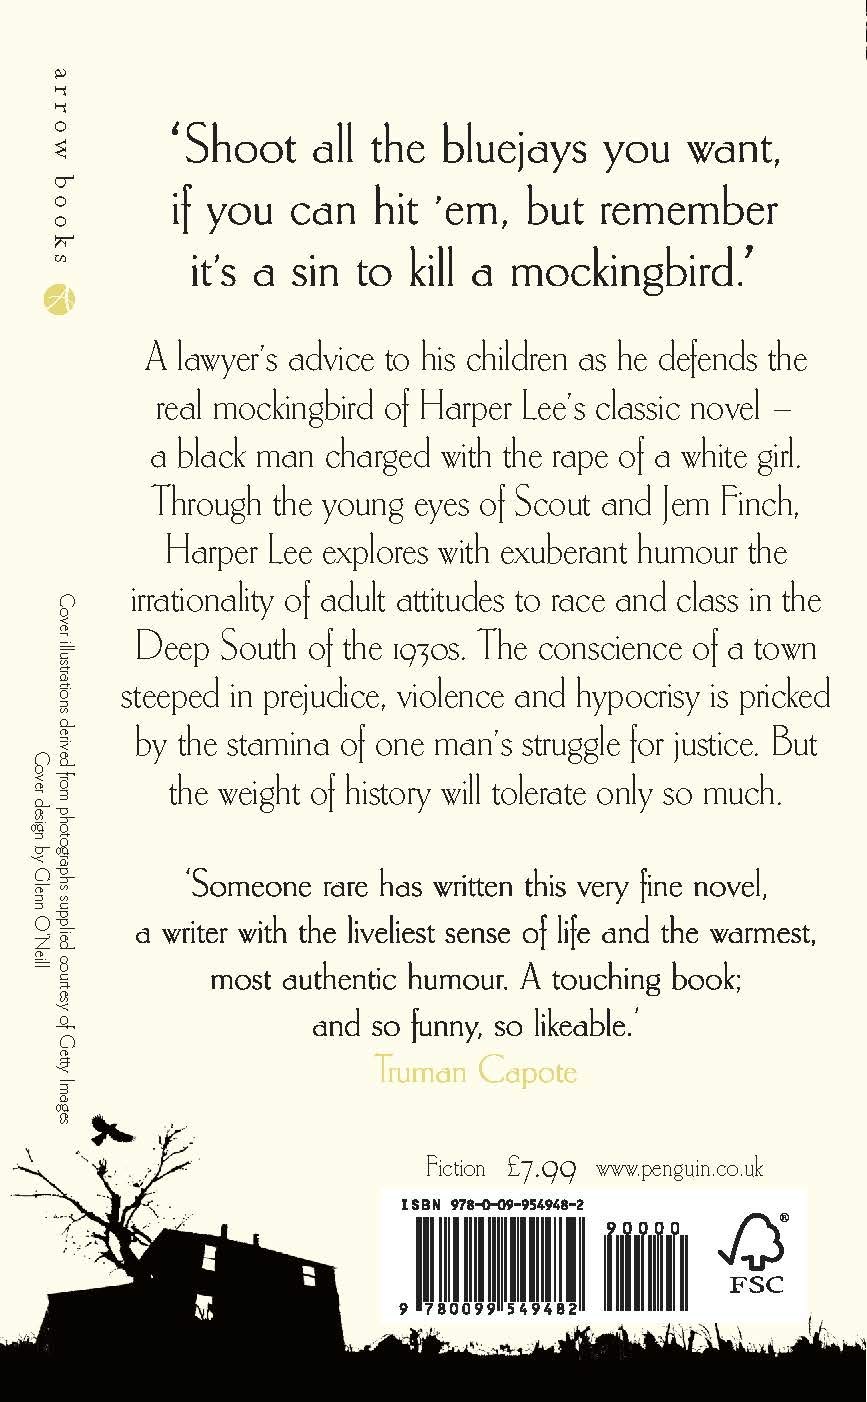 arrow books
A
‘Shoot all the bluejays you want,
if you can hit ’em, but remember
it’s a sin to kill a mockingbird.’
A lawyer’s advice to his children as he defends the
real mockingbird of Harper Lee’s classic novel –
a black man charged with the rape of a white girl.
Through the young eyes of Scout and Jem Finch,
Harper Lee explores with exuberant humour the
irrationality of adult attitudes to race and class in the
Deep South of the 1930s. The conscience of a town
steeped in prejudice, violence and hypocrisy is pricked
by the stamina of one man’s struggle for justice. But
the weight of history will tolerate only so much.
‘Someone rare has written this very fine novel,
a writer with the liveliest sense of life and the warmest,
most authentic humour. A touching book;
and so funny, so likeable.’
Truman Capote
Cover illustrations derived from photographs supplied courtesy of Getty Images
Cover design by Glenn O’Neill
Fiction £7.99 www.penguin.co.uk
ISBN 978-0-09-954948-2
90000
9 780099 549482
® FSC